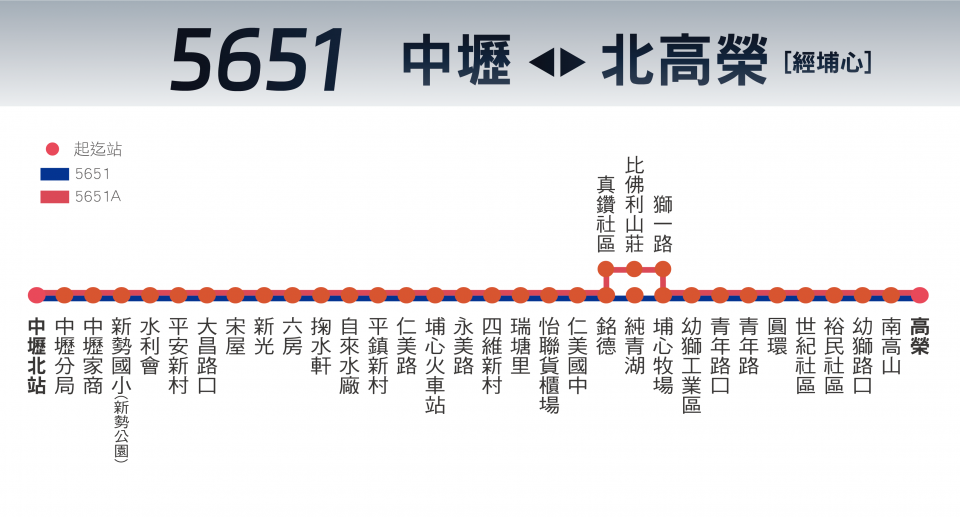 5651 中壢 ◀▶ 北高榮 [經埔心]
起迄站
5651
5651A
真鑽社區
比佛利山莊
獅一路
中壢北站
中壢分局
中壢家商
新勢國小(新勢公園)
水利會
平安新村
大昌路口
宋屋
新光
六房
掬水軒
自來水廠
平鎮新村
仁美路
埔心火車站
永美路
四維新村
瑞塘里
怡聯貨櫃場
仁美國中
銘德
純青湖
埔心牧場
幼獅工業區
青年路口
青年路
圓環
世紀社區
裕民社區
幼獅路口
南高山
高榮